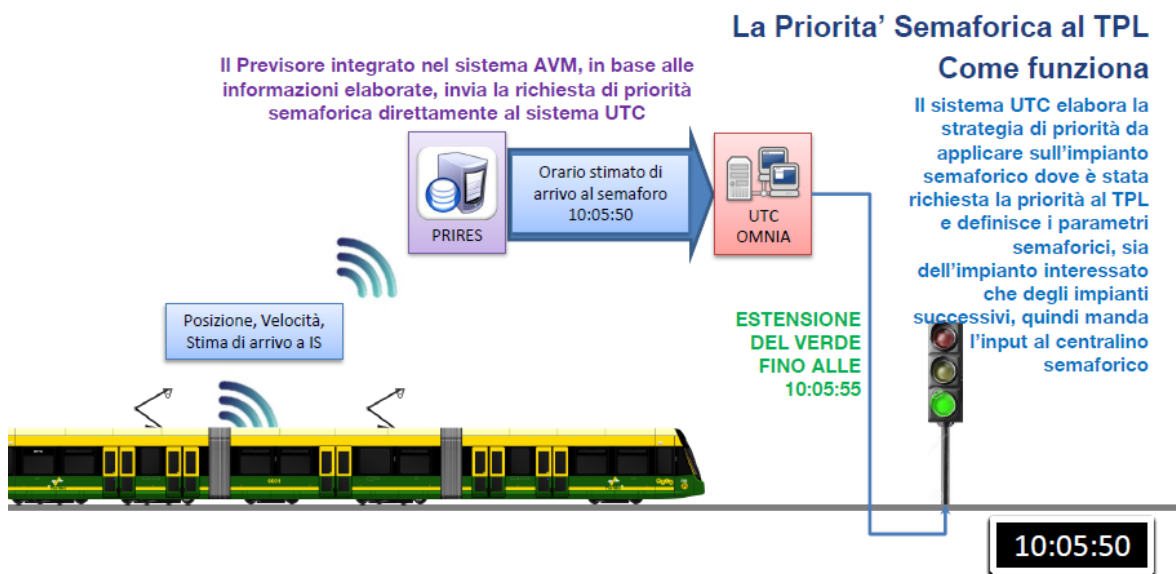 La Priorita' Semaforica al TPL
Come funziona
Il Previsore integrato nel sistema AVM, in base alle
informazioni elaborate, invia la richiesta di priorità
semaforica direttamente al sistema UTC
Il sistema UTC elabora la
strategia di priorità da
applicare sull'impianto
semaforico dove è stata
richiesta la priorità al TPL
e definisce i parametri
semaforici, sia
dell'impianto interessato
che degli impianti
successivi, quindi manda
l'input al centralino
semaforico
PRIRES
Orario stimato di
arrivo al semaforo
10:05:50
UTC
OMNIA
Posizione, Velocità,
Stima di arrivo a IS
ESTENSIONE
DEL VERDE
FINO ALLE
10:05:55
10:05:50